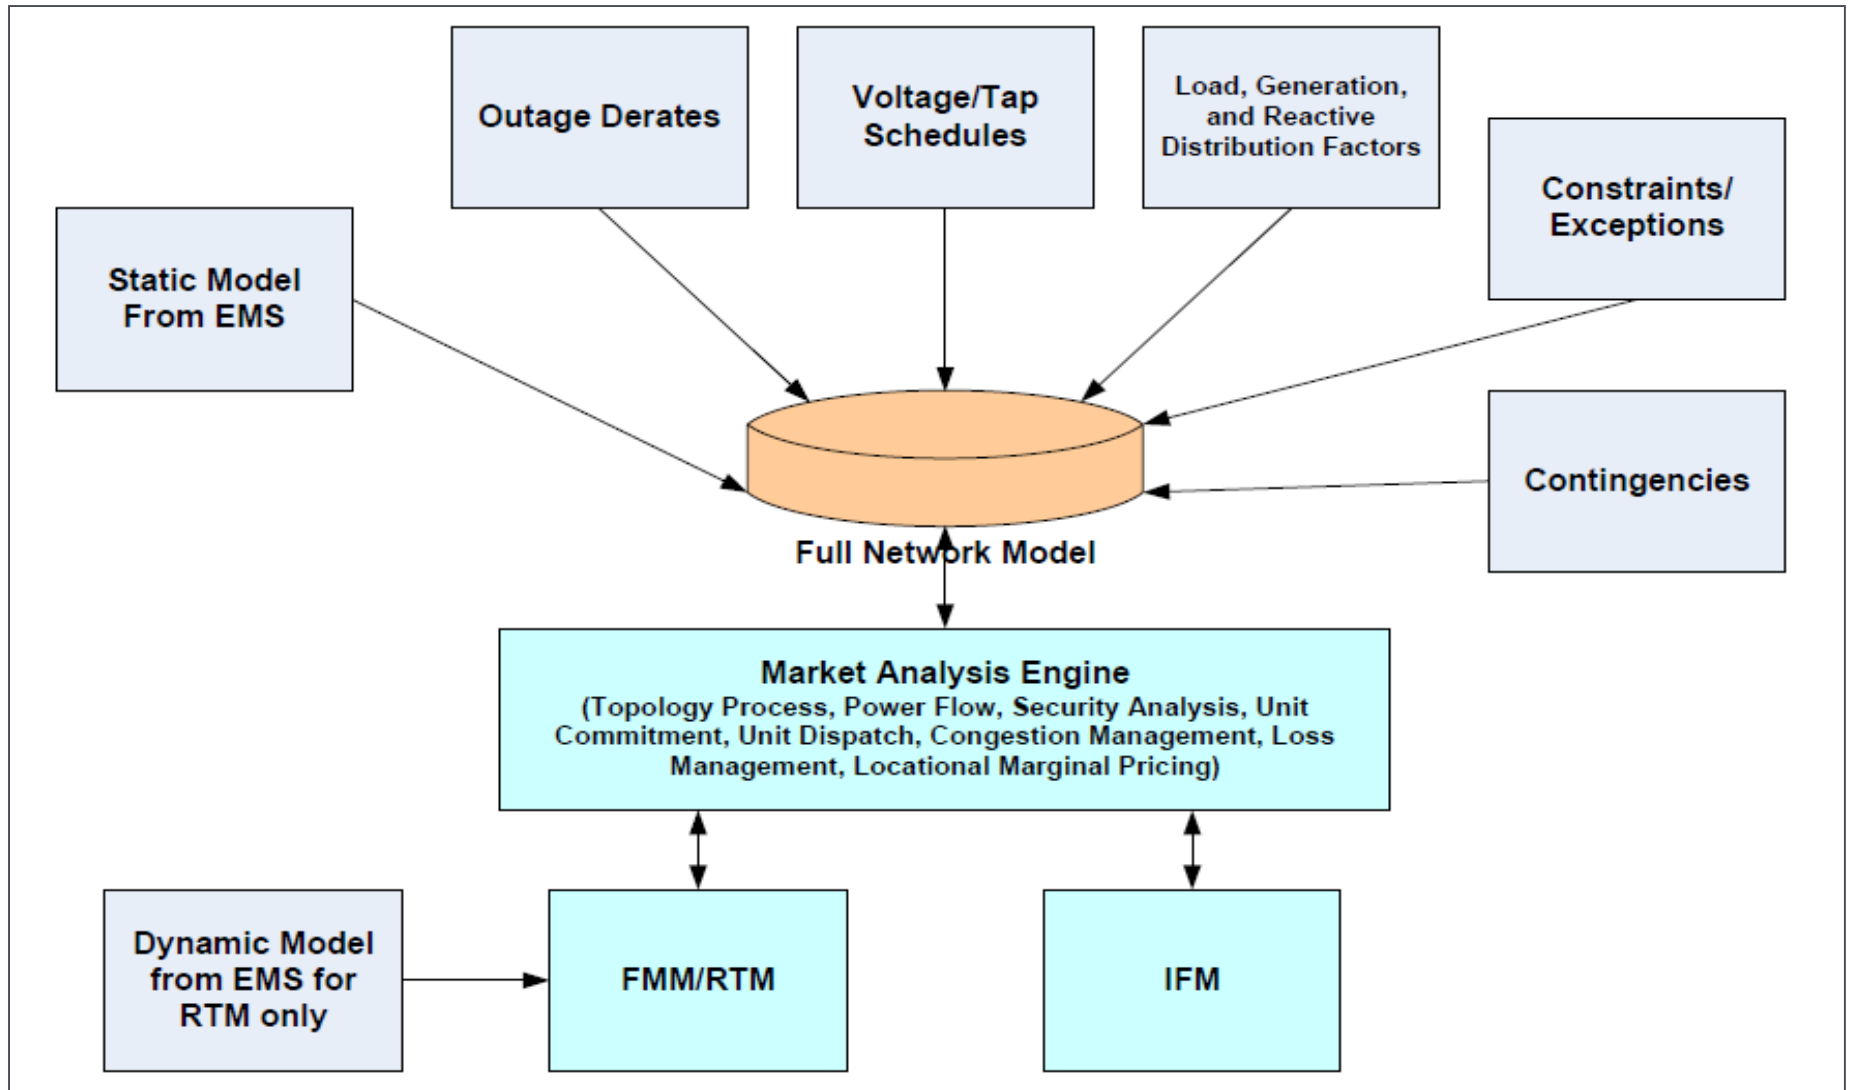 Outage Derates
Voltage/Tap
Schedules
Load, Generation,
and Reactive
Distribution Factors
Constraints/
Exceptions
Static Model
From EMS
Contingencies
Full Network Model
Market Analysis Engine
(Topology Process, Power Flow, Security Analysis, Unit
Commitment, Unit Dispatch, Congestion Management, Loss
Management, Locational Marginal Pricing)
Dynamic Model
from EMS for
RTM only
FMM/RTM
IFM